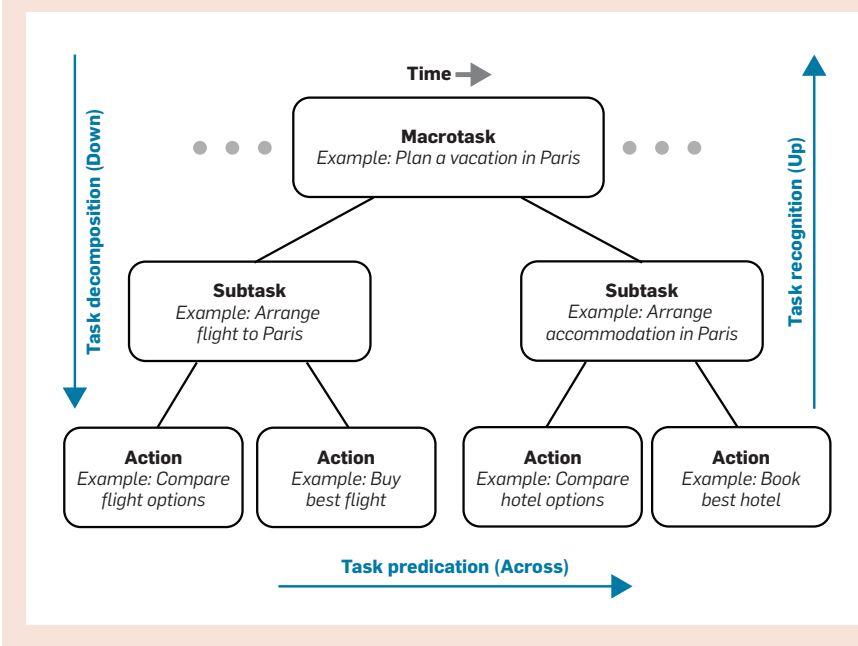 Time
Task decomposition (Down)
Task recognition (Up)
Macrotask
Example: Plan a vacation in Paris
Subtask
Example: Arrange
flight to Paris
Subtask
Example: Arrange
accommodation in Paris
Action
Example: Compare
flight options
Action
Example: Buy
best flight
Action
Example: Compare
hotel options
Action
Example: Book
best hotel
Task predication (Across)